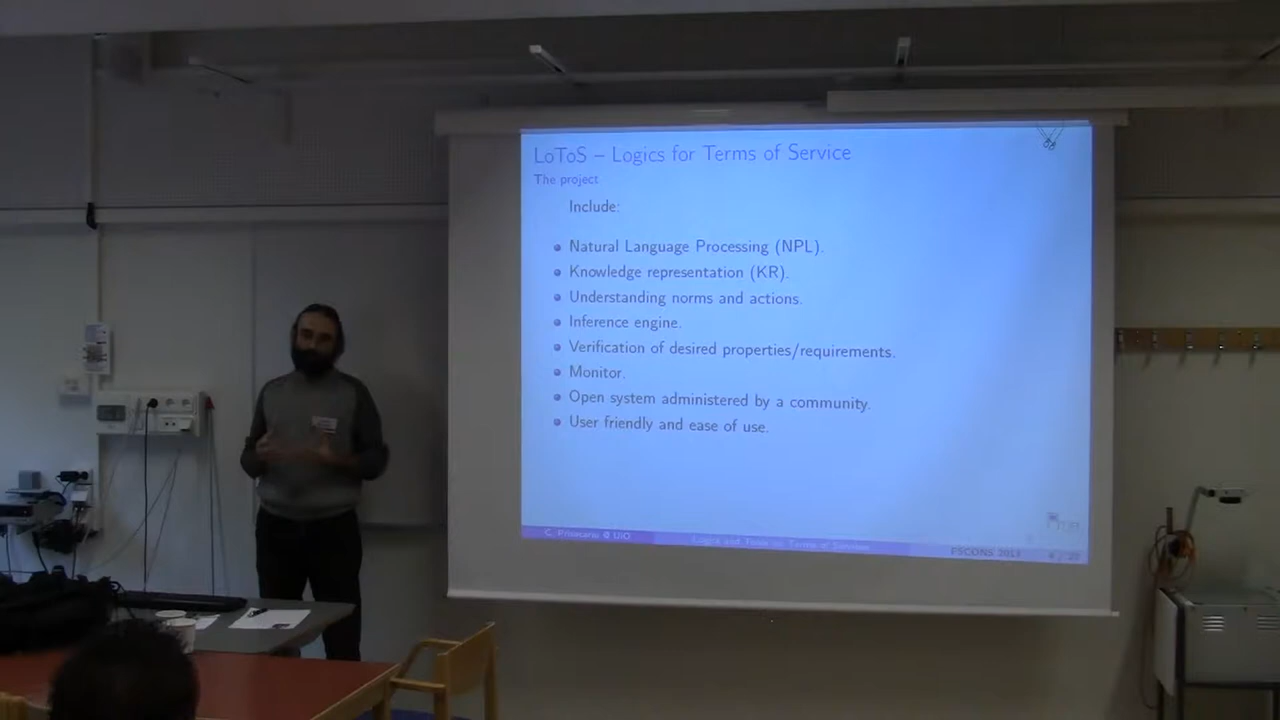 LoToS – Logics for Terms of Service
The project
Include:
Natural Language Processing (NPL).
Knowledge representation (KR).
Understanding norms and actions.
Inference engine.
Verification of desired properties/requirements.
Monitor.
Open system administered by a community.
User friendly and ease of use.
C. Prisacariu @ UiO
Logics and Tools for Terms of Services
FSCONS 2013